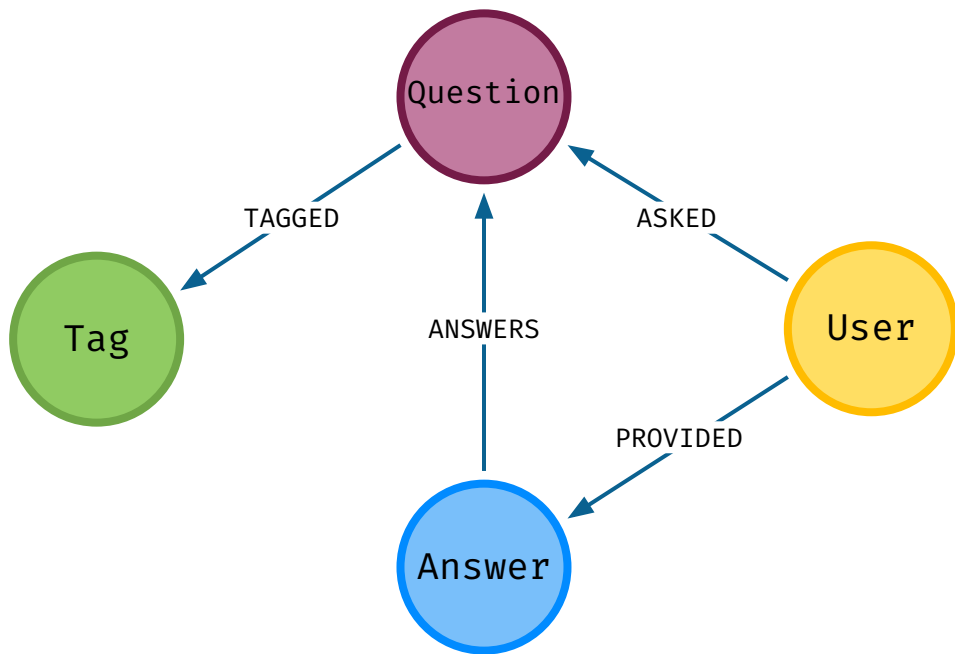 Question
TAGGED
ASKED
Tag
ANSWERS
User
PROVIDED
Answer